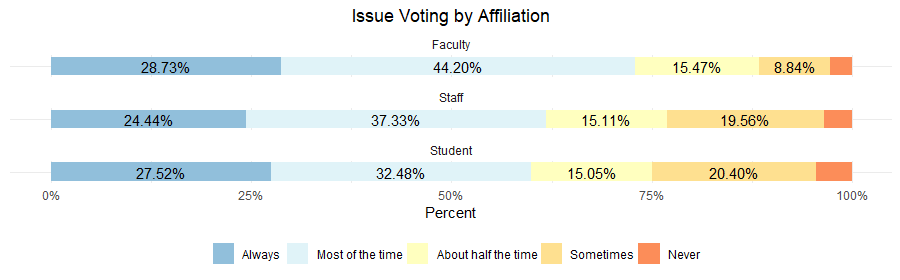 Issue Voting by Affiliation
Faculty
28.73% 44.20% 15.47% 8.84%
Staff
24.44% 37.33% 15.11% 19.56%
Student
27.52% 32.48% 15.05% 20.40%
0% 25% 50% 75% 100%
Percent
Always Most of the time About half the time Sometimes Never